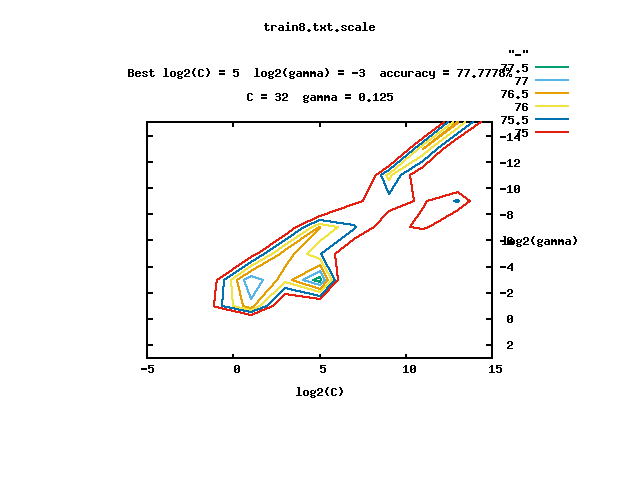 train8.txt.scale
"-"
Best log2(C) = 5  log2(gamma) = -3  accuracy = 77.7778%
C = 32  gamma = 0.125
77.5
77
76.5
76
75.5
75
-14
-12
-10
-8
-6
log2(gamma)
-4
-2
0
2
-5 0 5 10 15
log2(C)